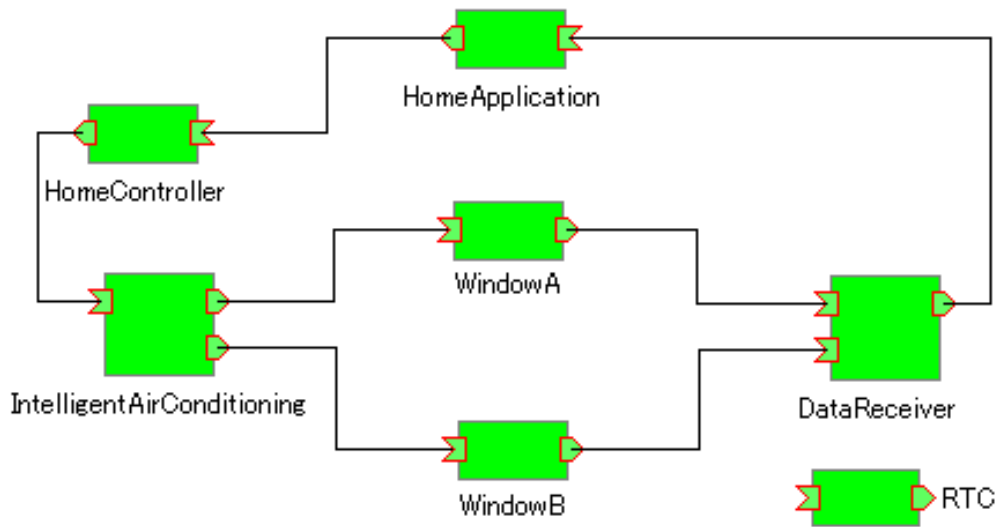 HomeApplication
HomeController
WindowA
IntelligentAirConditioning
DataReceiver
WindowB
RTC